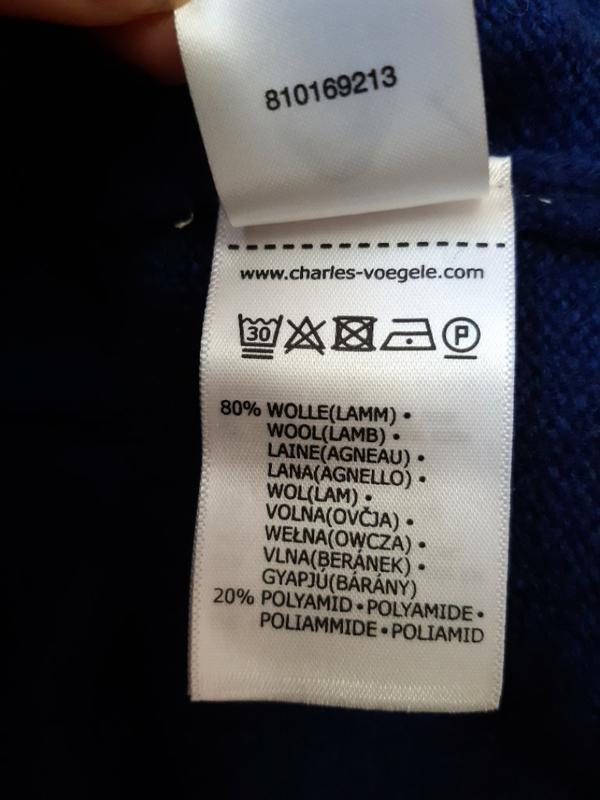 810169213
www.charles-voegele.com
30 P
80% WOLLE(LAMM) •
WOOL(LAMB) •
LAINE(AGNEAU) •
LANA(AGNELLO) •
WOL(LAM) •
VOLNA(OVČJA) •
WEŁNA(OWCZA) •
VLNA(BERÁNEK) •
GYAPJÚ(BÁRÁNY)
20% POLYAMID • POLYAMIDE •
POLIAMMIDE • POLIAMID